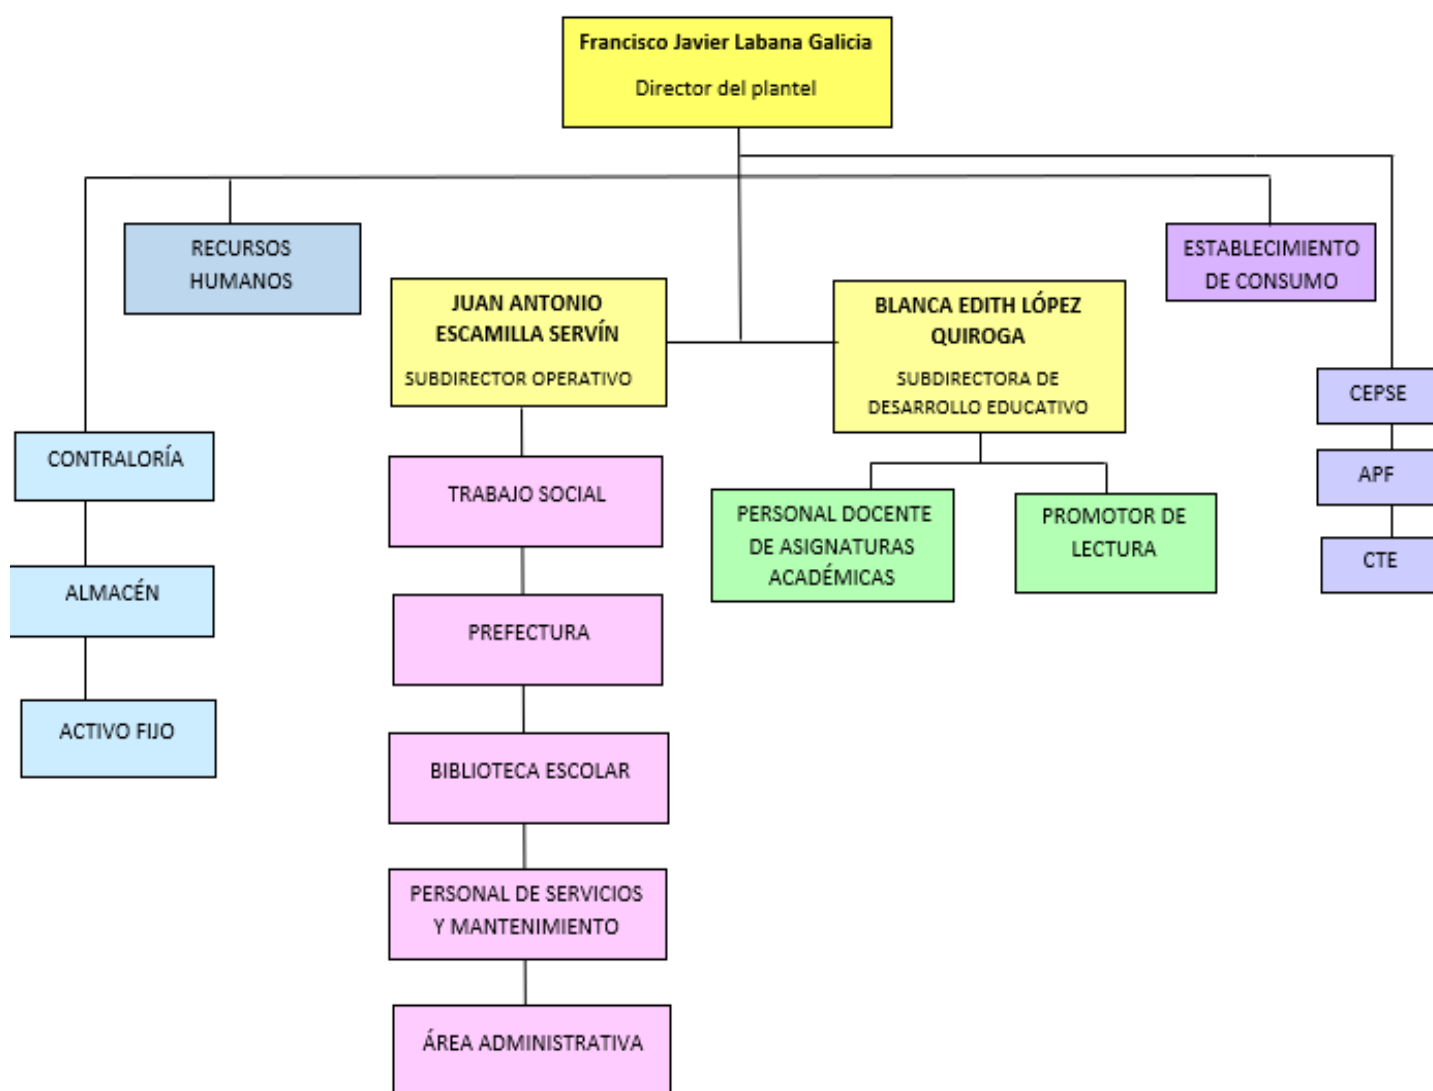 Francisco Javier Labana Galicia
Director del plantel
RECURSOS
HUMANOS
ESTABLECIMIENTO
DE CONSUMO
JUAN ANTONIO
ESCAMILLA SERVÍN
SUBDIRECTOR OPERATIVO
BLANCA EDITH LÓPEZ
QUIROGA
SUBDIRECTORA DE
DESARROLLO EDUCATIVO
CEPSE
CONTRALORÍA
TRABAJO SOCIAL
PERSONAL DOCENTE
DE ASIGNATURAS
ACADÉMICAS
PROMOTOR DE
LECTURA
APF
CTE
ALMACÉN
PREFECTURA
ACTIVO FIJO
BIBLIOTECA ESCOLAR
PERSONAL DE SERVICIOS
Y MANTENIMIENTO
ÁREA ADMINISTRATIVA